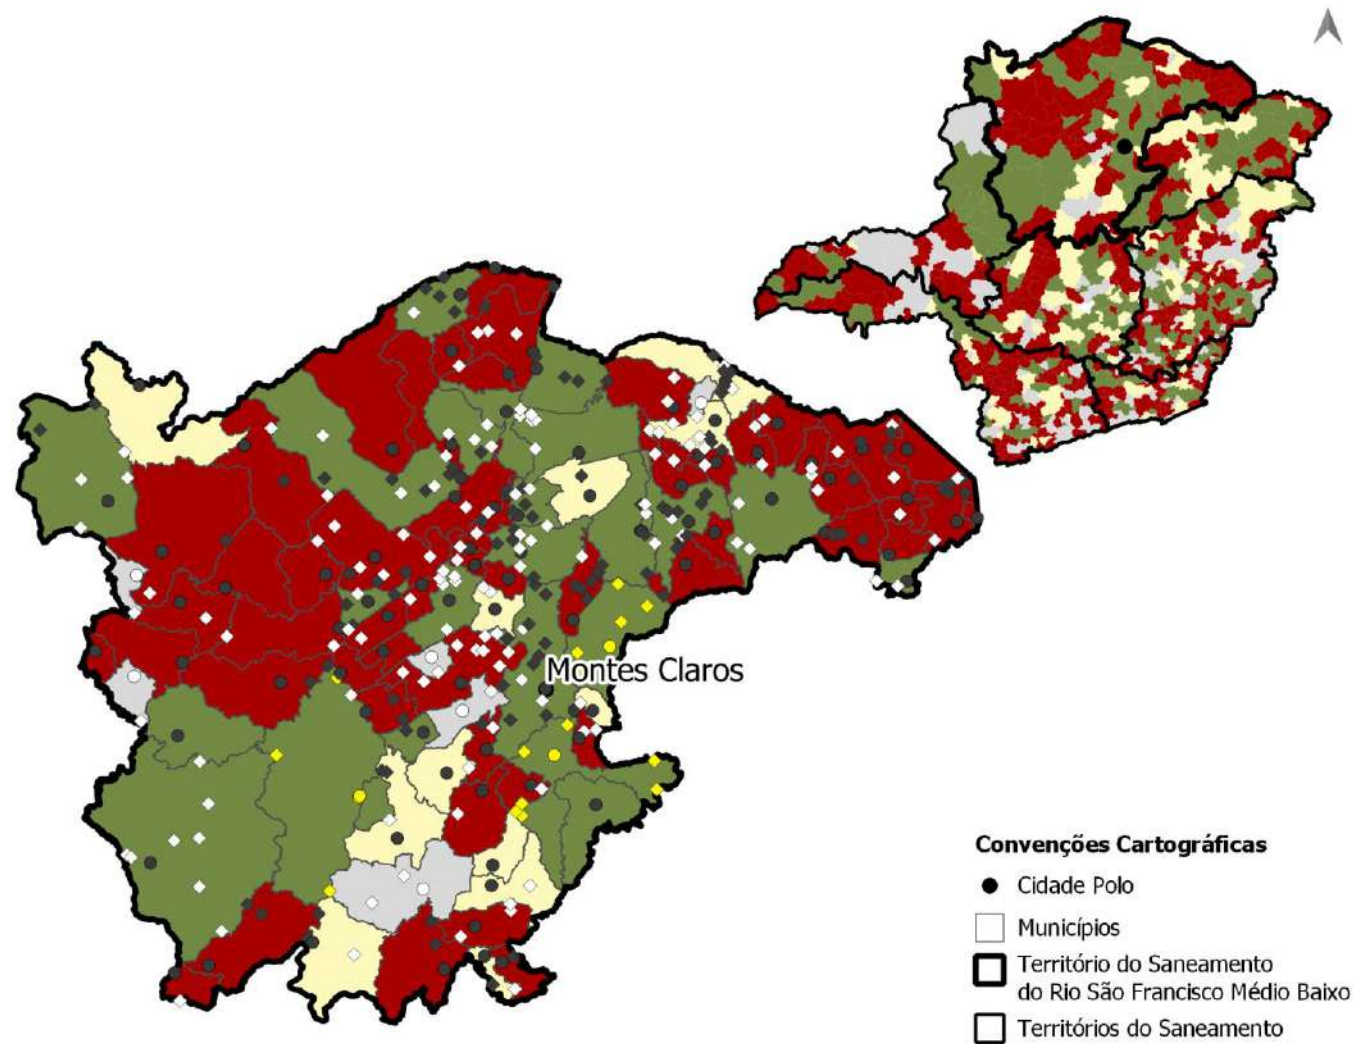 Montes Claros
Convenções Cartográficas
Cidade Polo
Municípios
Território do Saneamento
do Rio São Francisco Médio Baixo
Territórios do Saneamento